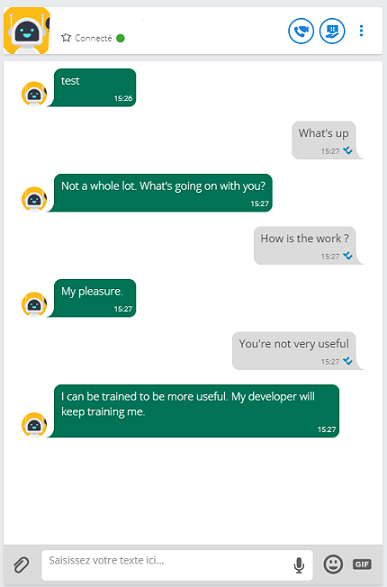 Connecté
test
15:26
What's up
15:27
Not a whole lot. What's going on with you?
15:27
How is the work ?
15:27
My pleasure.
15:27
You're not very useful
15:27
I can be trained to be more useful. My developer will
keep training me.
15:27
Saisissez votre texte ici...
GIF